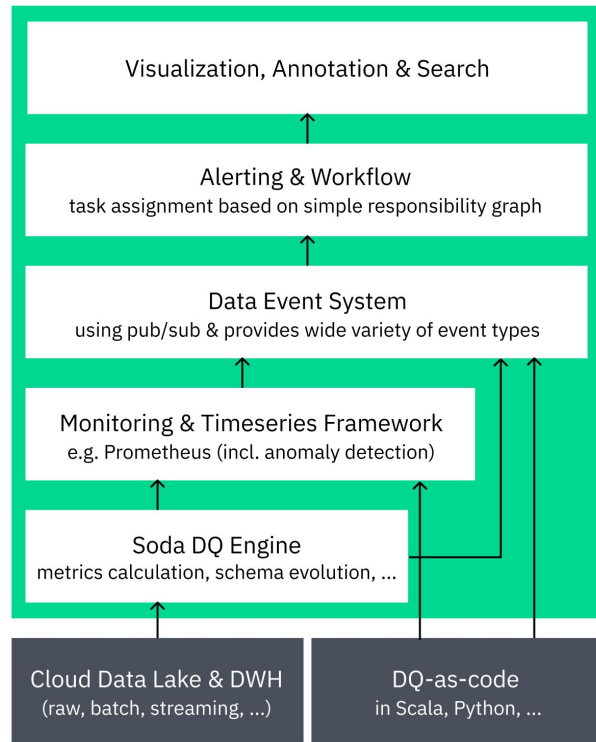 Visualization, Annotation & Search
Alerting & Workflow
task assignment based on simple responsibility graph
Data Event System
using pub/sub & provides wide variety of event types
Monitoring & Timeseries Framework
e.g. Prometheus (incl. anomaly detection)
Soda DQ Engine
metrics calculation, schema evolution, ...
Cloud Data Lake & DWH
(raw, batch, streaming, ...)
DQ-as-code
in Scala, Python, ...